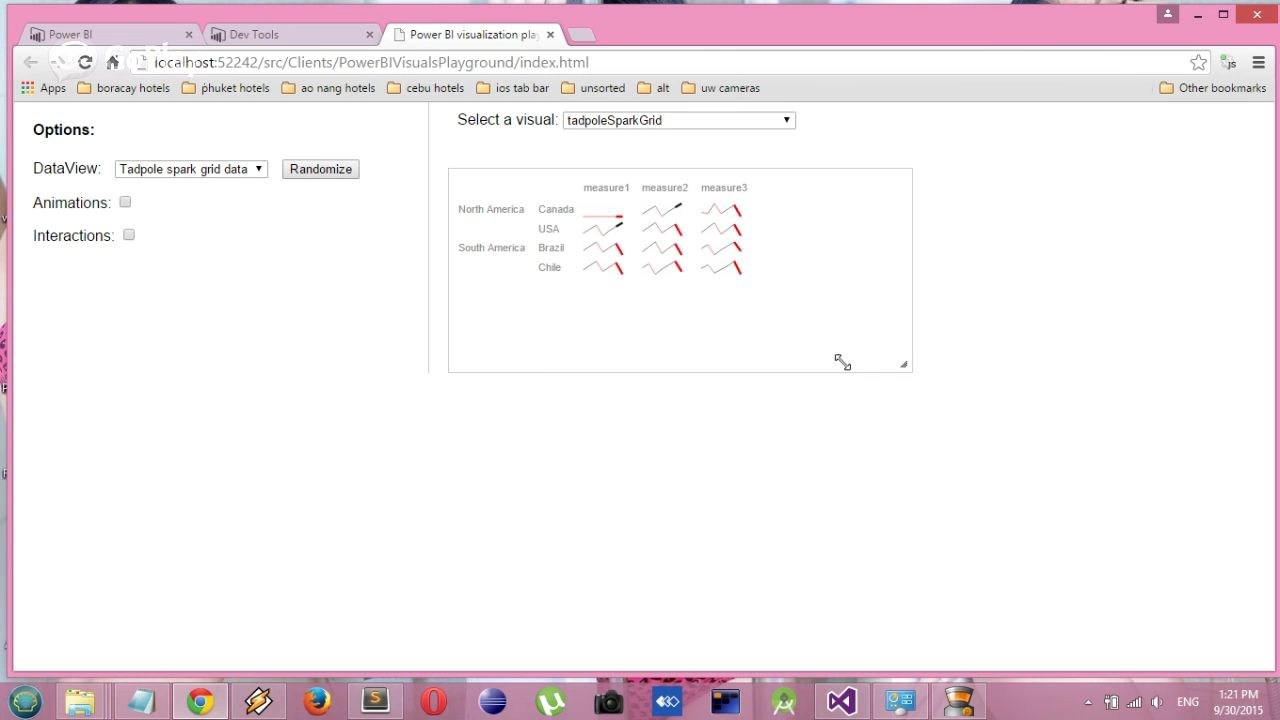 Power BI
Dev Tools
Power BI visualization pla
localhost:52242/src/Clients/PowerBIVisualsPlayground/index.html
Apps boracay hotels phuket hotels ao nang hotels cebu hotels ios tab bar unsorted alt uw cameras Other bookmarks
Options:
DataView: Tadpole spark grid data Randomize
Animations:
Interactions:
Select a visual: tadpoleSparkGrid
measure1 measure2 measure3
North America Canada
USA
South America Brazil
Chile
ENG
1:21 PM
9/30/2015